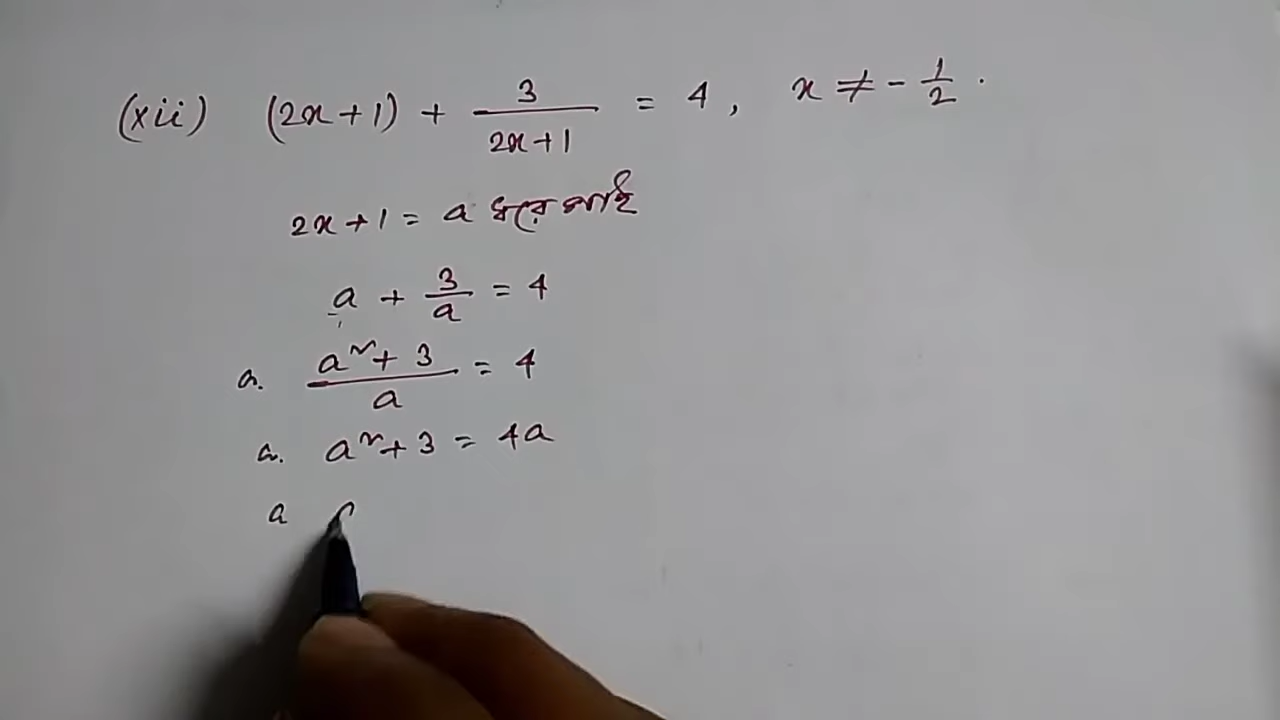 (xii) (2x+1) + 3/(2x+1) = 4, x ≠ - 1/2 .
2x+1 = a ধরে পাই
a + 3/a = 4
বা. (a² + 3)/a = 4
বা. a² + 3 = 4a
বা